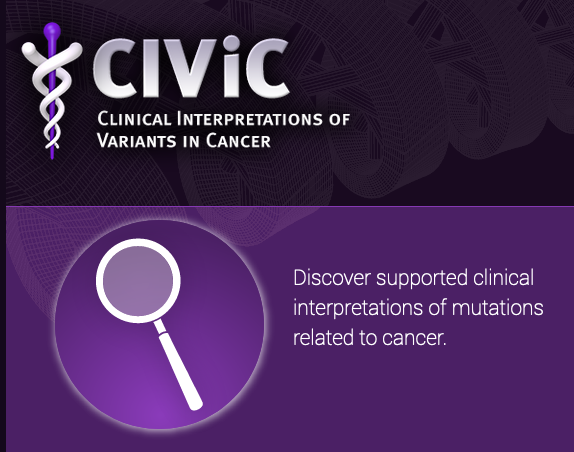 CIViC
Clinical Interpretations of
Variants in Cancer
Discover supported clinical
interpretations of mutations
related to cancer.